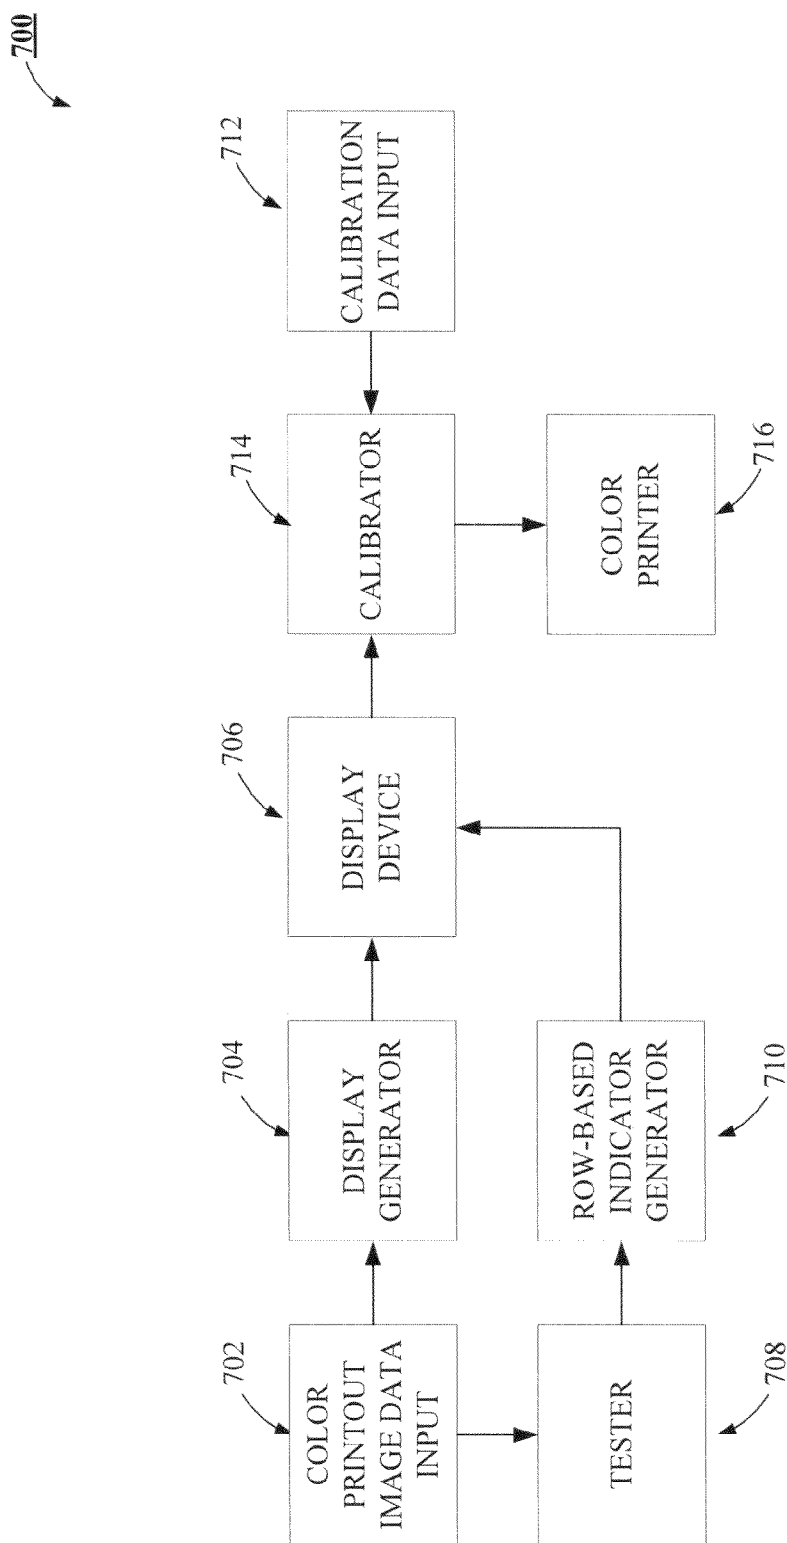 700
702
COLOR
PRINTOUT
IMAGE DATA
INPUT
704
DISPLAY
GENERATOR
706
DISPLAY
DEVICE
714
CALIBRATOR
712
CALIBRATION
DATA INPUT
TESTER
708
ROW-BASED
INDICATOR
GENERATOR
710
COLOR
PRINTER
716